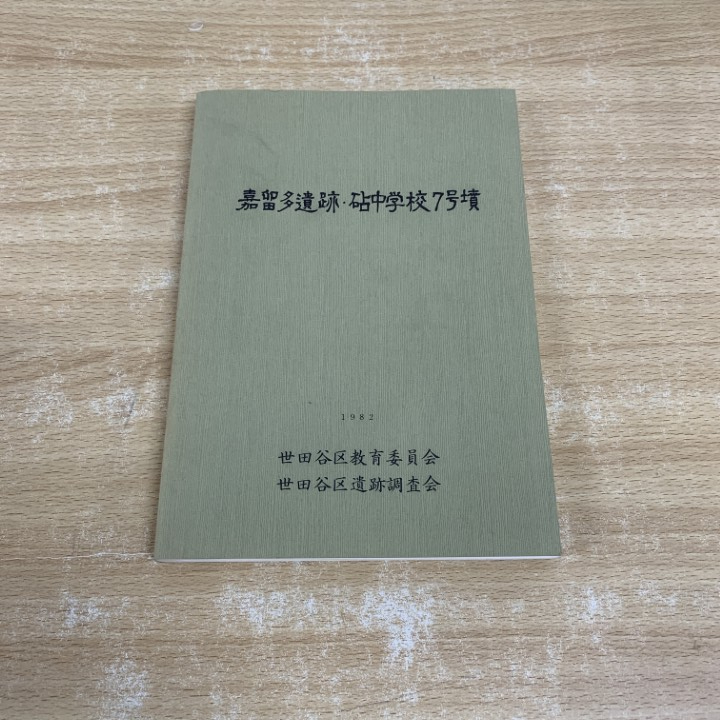 嘉留多遺跡・砧中学校7号墳
1982
世田谷区教育委員会
世田谷区遺跡調査会